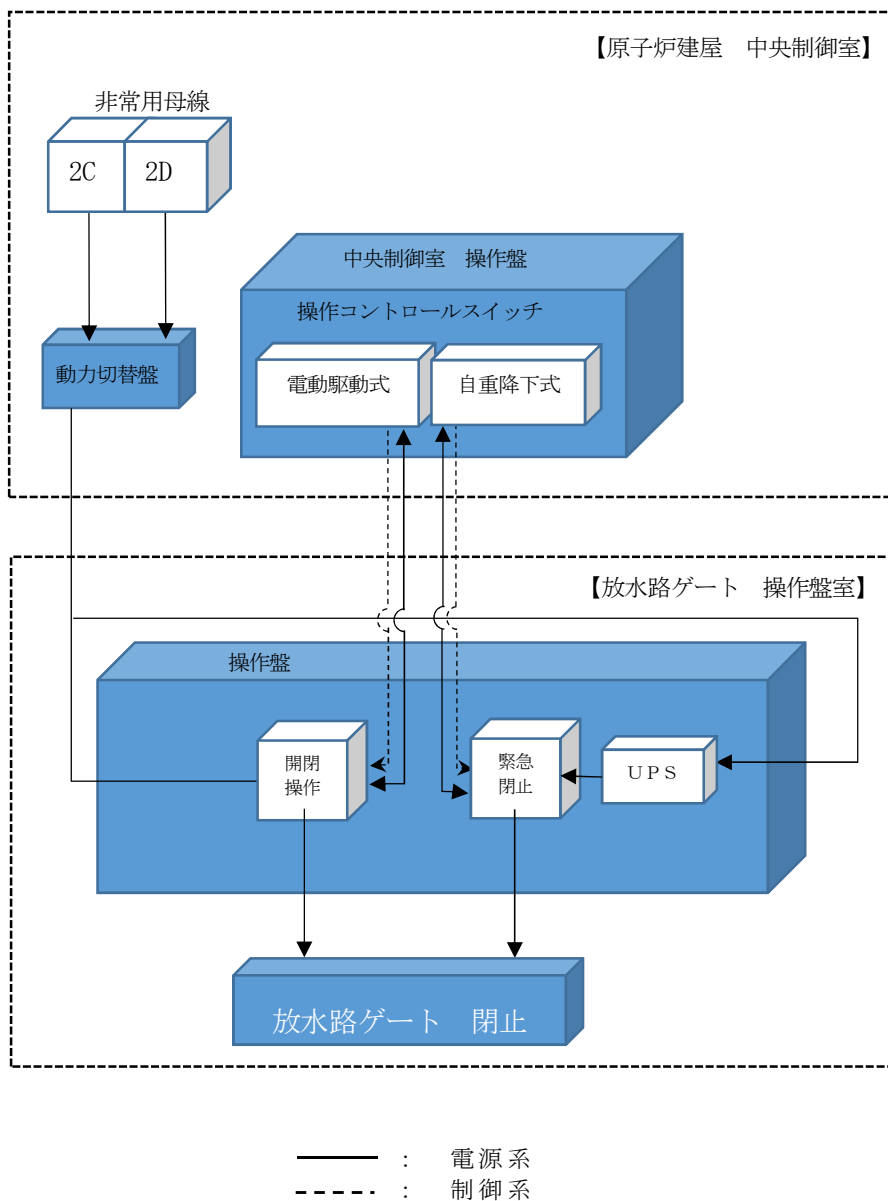 【原子炉建屋　中央制御室】
非常用母線
2C
2D
中央制御室　操作盤
操作コントロールスイッチ
動力切替盤
電動駆動式
自重降下式
【放水路ゲート　操作盤室】
操作盤
開閉
操作
緊急
閉止
ＵＰＳ
放水路ゲート　閉止
：　電源系
：　制御系